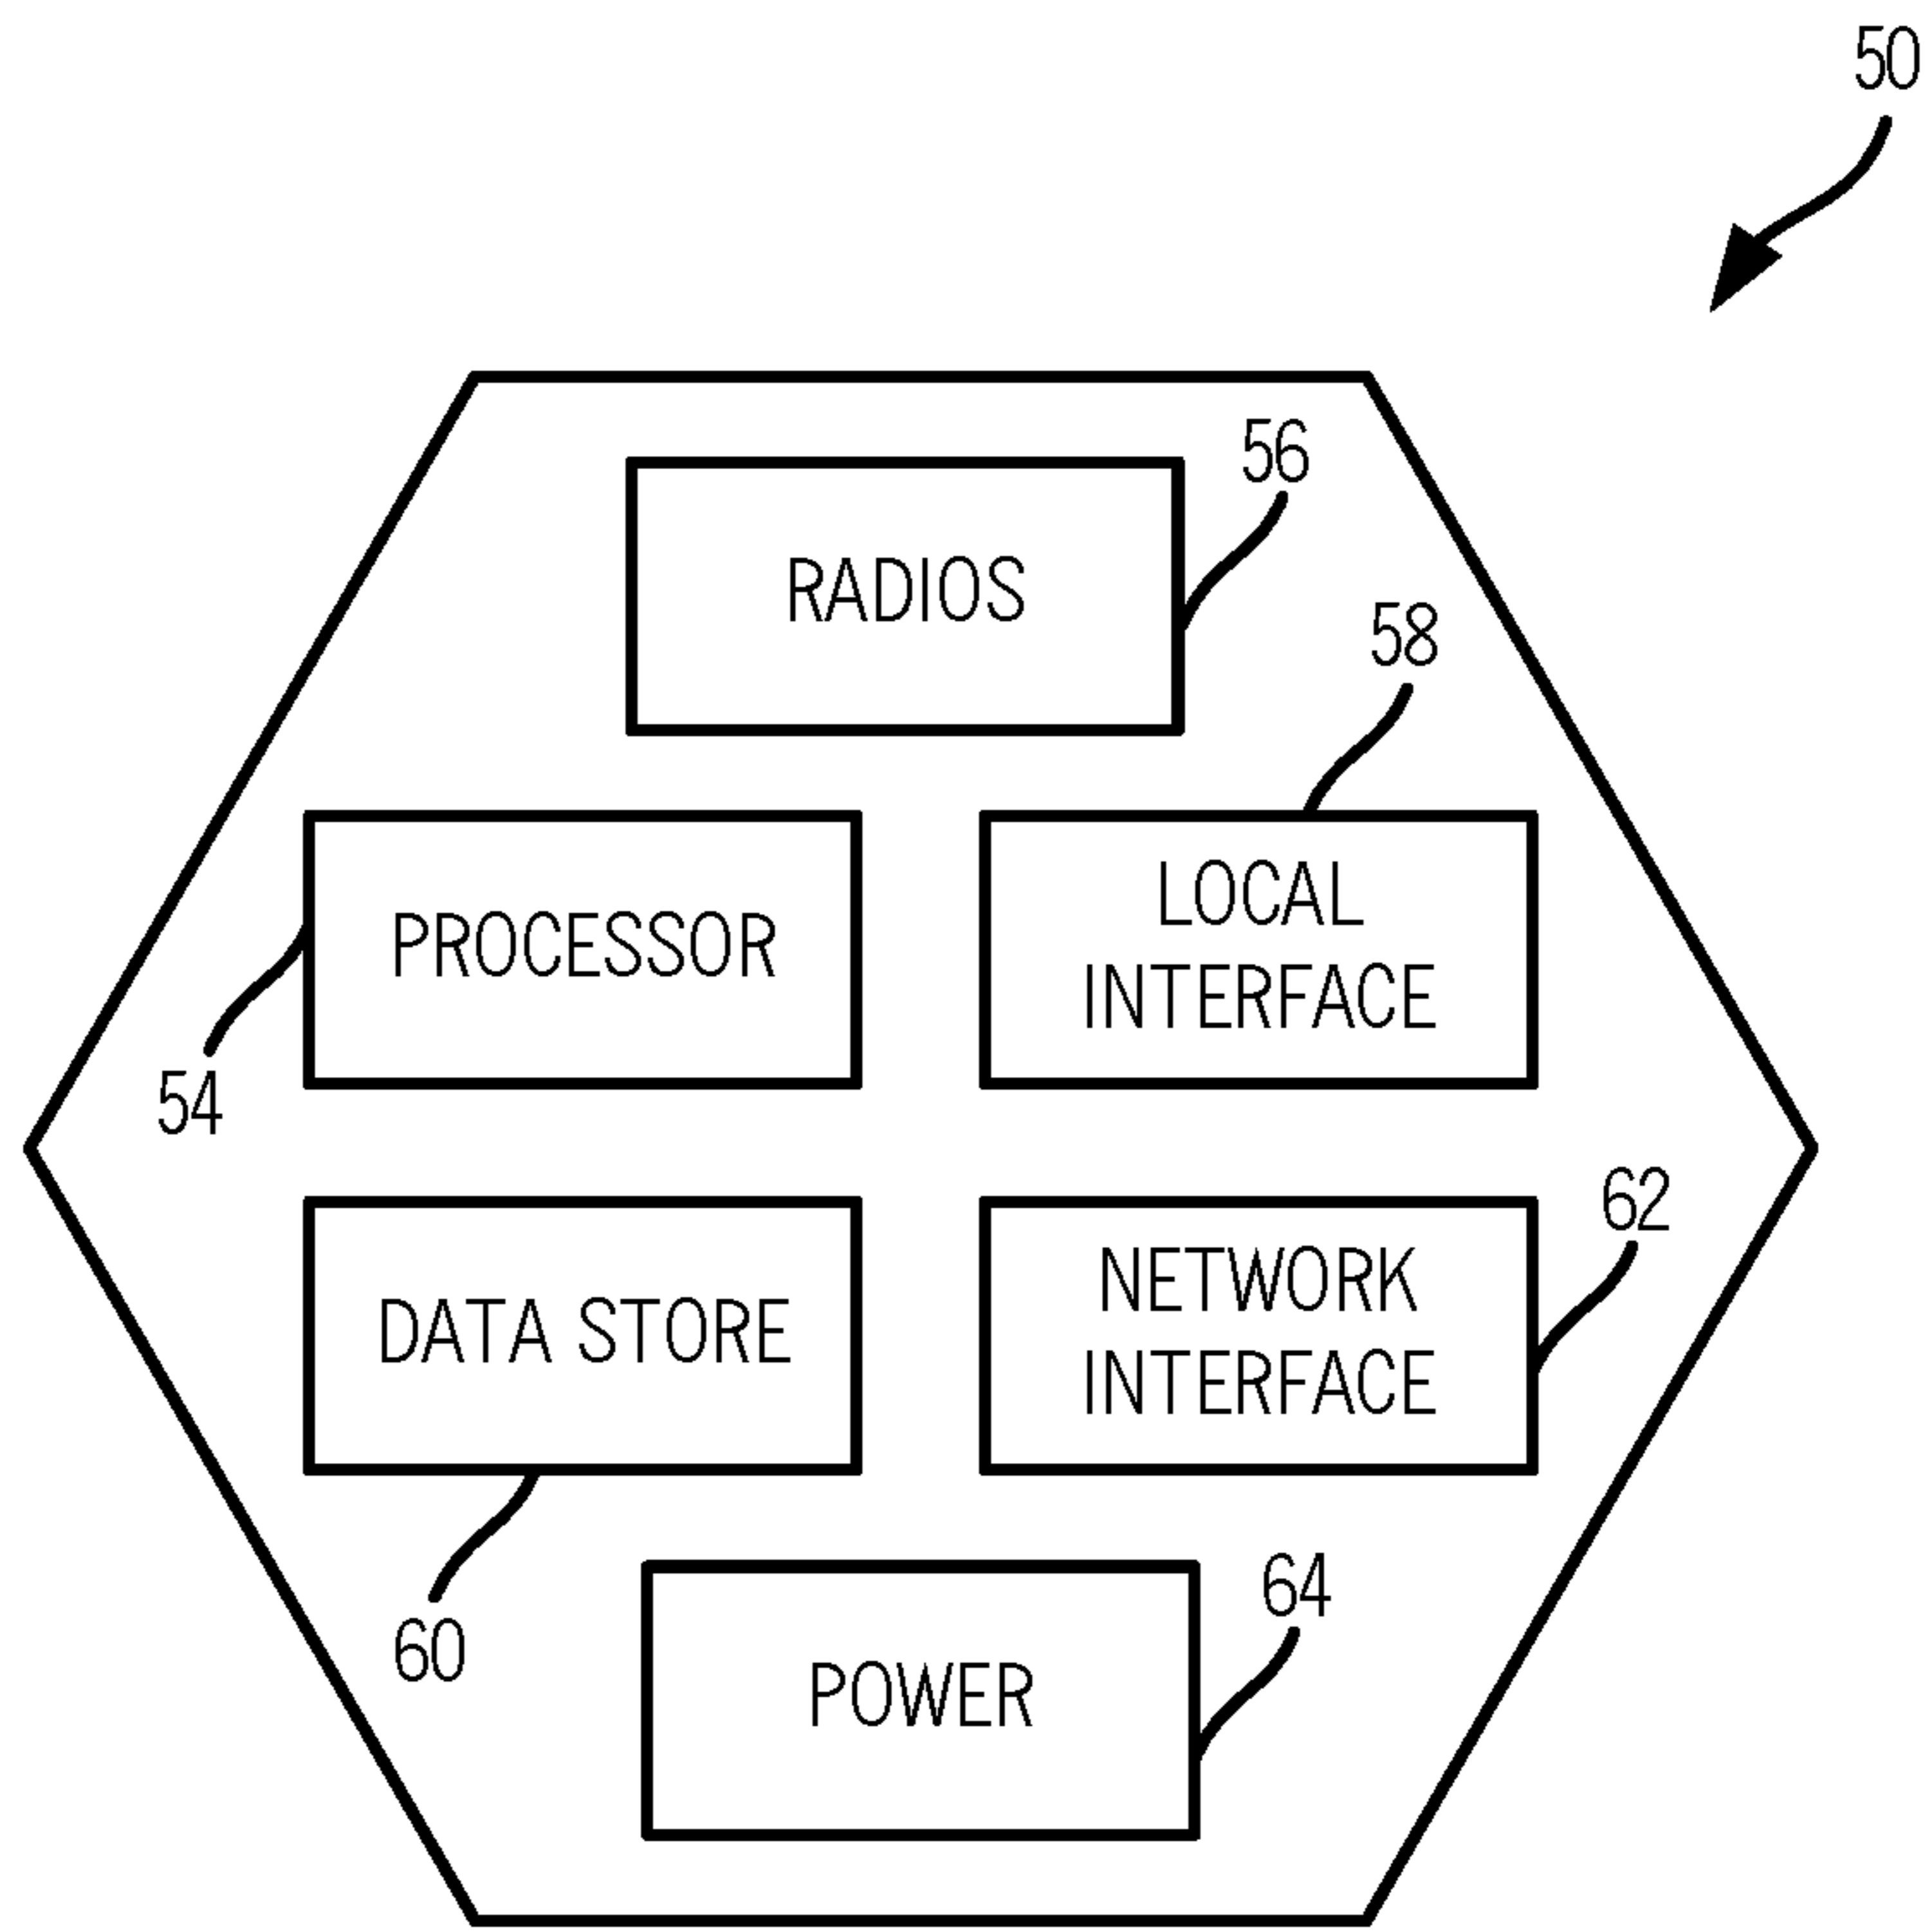 50
56
RADIOS
58
PROCESSOR
LOCAL
INTERFACE
54
62
DATA STORE
NETWORK
INTERFACE
60
64
POWER